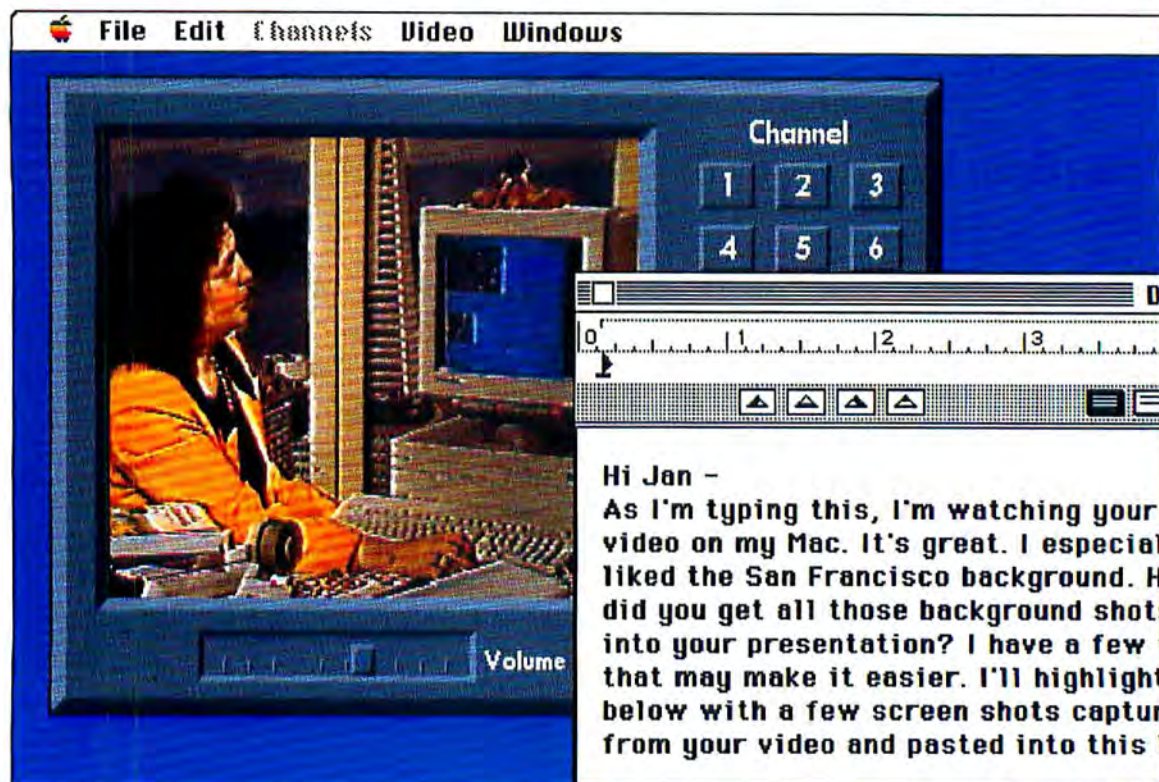 File Edit Channels Video Windows
Channel
1 2 3
4 5 6
0 1 2 3
Hi Jan -
As I'm typing this, I'm watching your
video on my Mac. It's great. I especial
liked the San Francisco background. H
did you get all those background shots
into your presentation? I have a few
that may make it easier. I'll highlight
below with a few screen shots captur
from your video and pasted into this
Volume